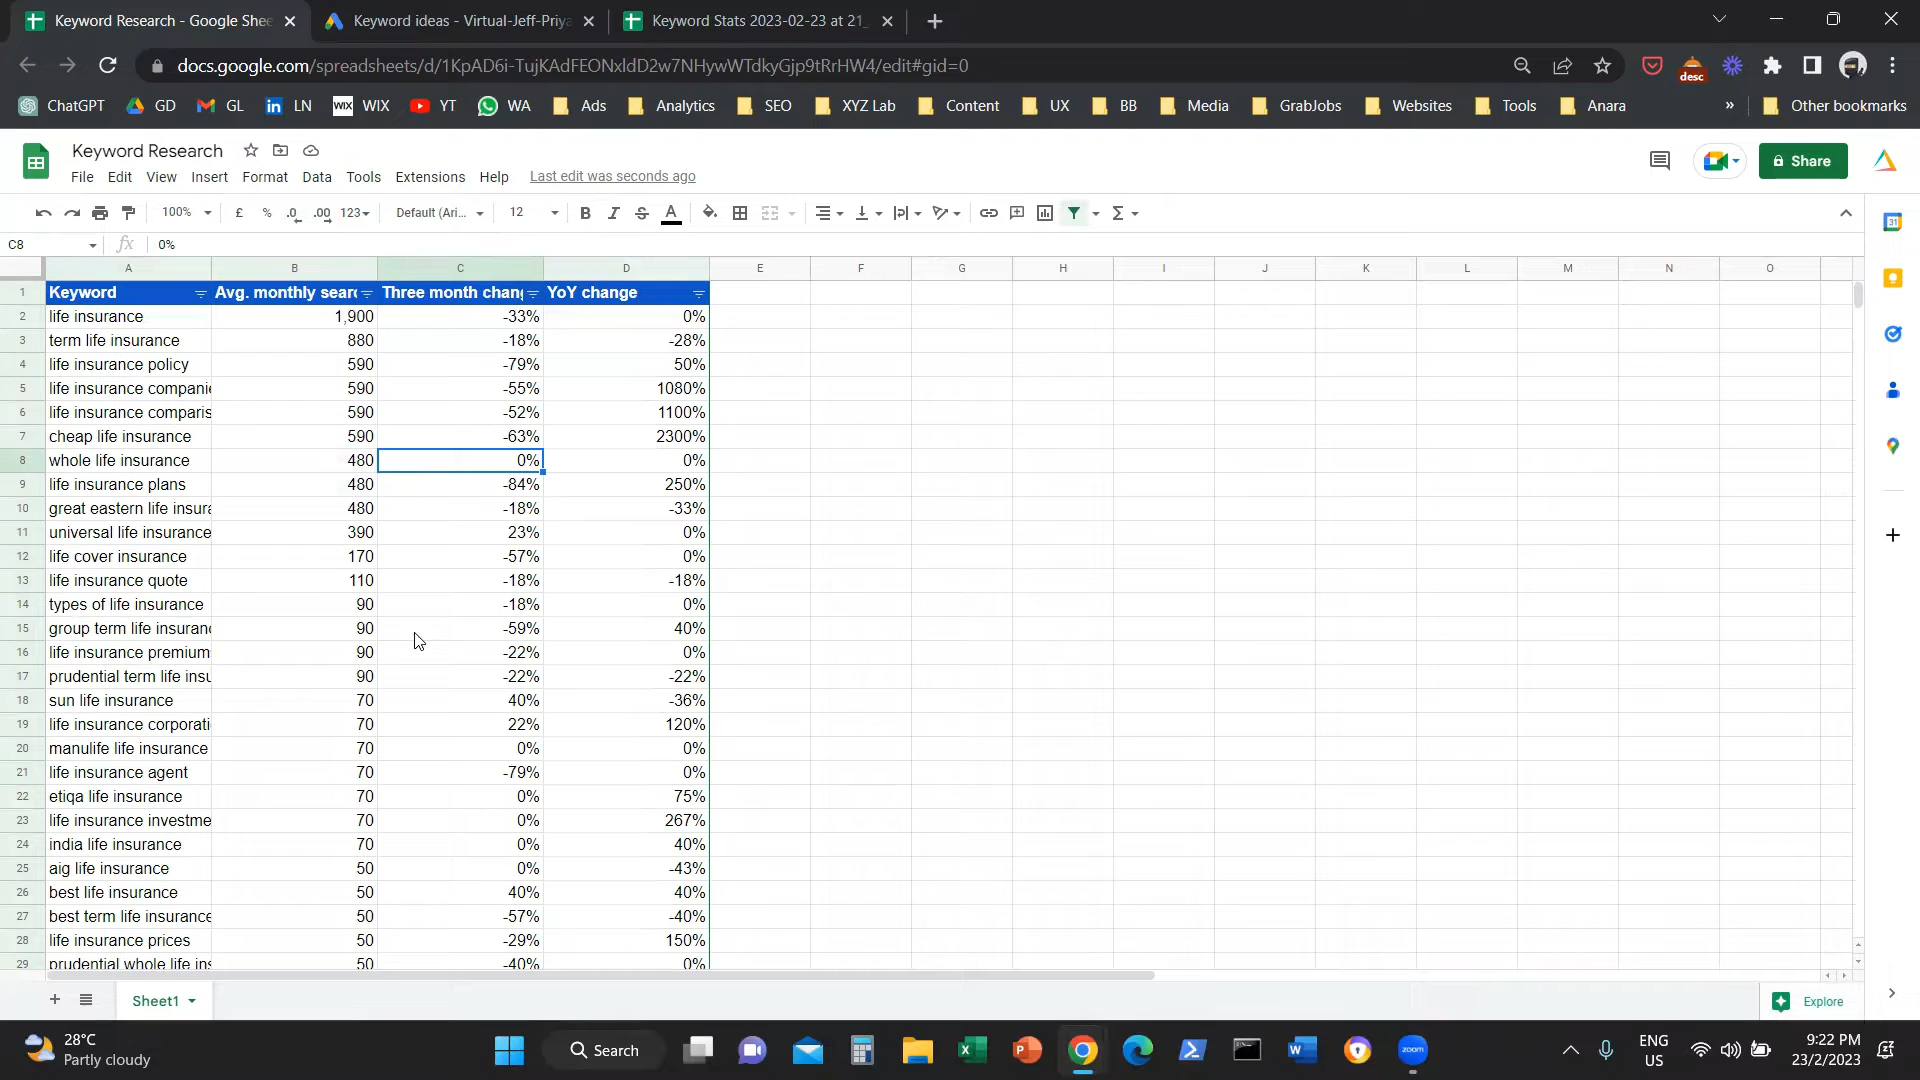 Keyword Research - Google Shee
Keyword ideas - Virtual-Jeff-Priya
Keyword Stats 2023-02-23 at 21_
docs.google.com/spreadsheets/d/1KpAD6i-TujKAdFEONxldD2w7NHywWTdkyGjp9tRrHW4/edit#gid=0
desc
ChatGPT GD GL LN WIX WIX YT WA Ads Analytics SEO XYZ Lab Content UX BB Media GrabJobs Websites Tools Anara » Other bookmarks
Keyword Research
File Edit View Insert Format Data Tools Extensions Help Last edit was seconds ago
Share
100% £ % .0 .00 123 Default (Ari... 12 B I S A Σ
C8 fx 0%
A B C D E F G H I J K L M N O
1 Keyword Avg. monthly searc Three month chang YoY change
2 life insurance 1,900 -33% 0%
3 term life insurance 880 -18% -28%
4 life insurance policy 590 -79% 50%
5 life insurance companie 590 -55% 1080%
6 life insurance comparis 590 -52% 1100%
7 cheap life insurance 590 -63% 2300%
8 whole life insurance 480 0% 0%
9 life insurance plans 480 -84% 250%
10 great eastern life insura 480 -18% -33%
11 universal life insurance 390 23% 0%
12 life cover insurance 170 -57% 0%
13 life insurance quote 110 -18% -18%
14 types of life insurance 90 -18% 0%
15 group term life insuranc 90 -59% 40%
16 life insurance premium 90 -22% 0%
17 prudential term life insu 90 -22% -22%
18 sun life insurance 70 40% -36%
19 life insurance corporati 70 22% 120%
20 manulife life insurance 70 0% 0%
21 life insurance agent 70 -79% 0%
22 etiqa life insurance 70 0% 75%
23 life insurance investme 70 0% 267%
24 india life insurance 70 0% 40%
25 aig life insurance 50 0% -43%
26 best life insurance 50 40% 40%
27 best term life insurance 50 -57% -40%
28 life insurance prices 50 -29% 150%
29 prudential whole life ins 50 -40% 0%
Sheet1
Explore
28°C
Partly cloudy
Search
zoom
ENG
US
9:22 PM
23/2/2023